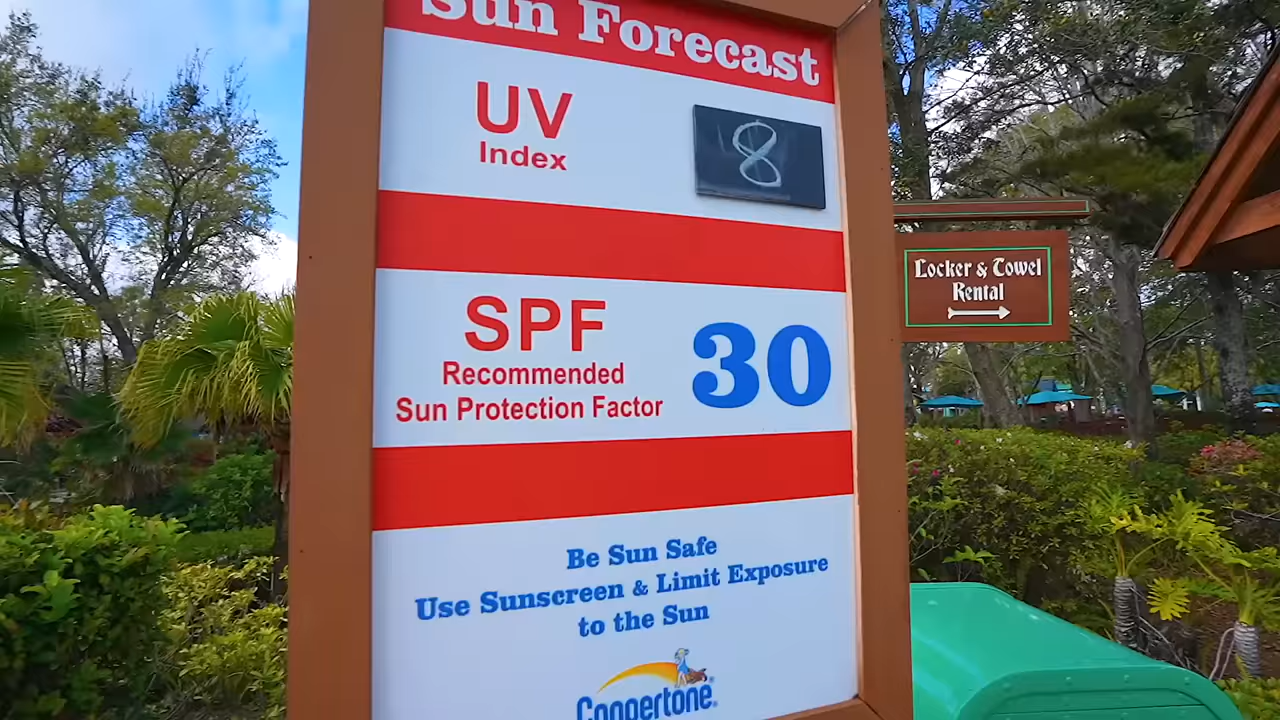 Sun Forecast
UV
Index
8
SPF
Recommended
Sun Protection Factor
30
Be Sun Safe
Use Sunscreen & Limit Exposure
to the Sun
Coppertone®
Locker & Towel
Rental